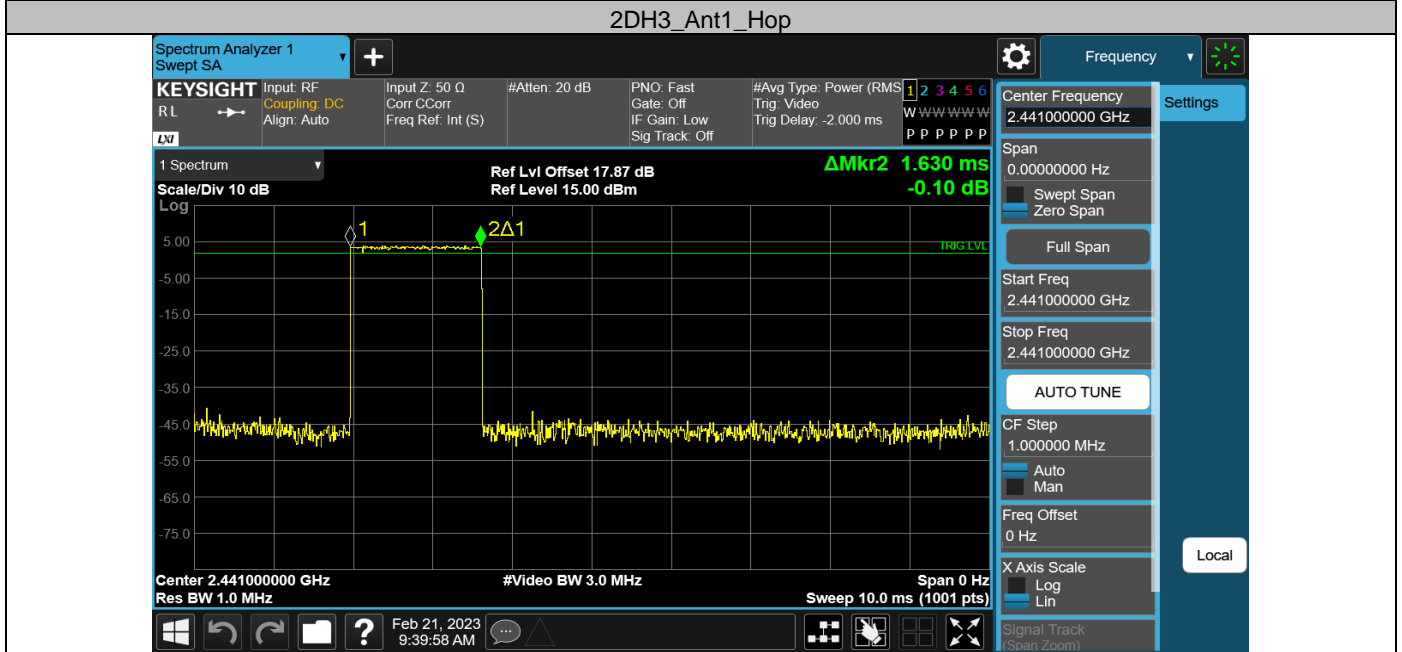 2DH3_Ant1_Hop
Spectrum Analyzer 1
Swept SA
+
Frequency
KEYSIGHT
RL
LXI
Input: RF
Coupling: DC
Align: Auto
Input Z: 50 Ω
Corr CCorr
Freq Ref: Int (S)
#Atten: 20 dB
PNO: Fast
Gate: Off
IF Gain: Low
Sig Track: Off
#Avg Type: Power (RMS
Trig: Video
Trig Delay: -2.000 ms
1 2 3 4 5 6
W W W W W W
P P P P P P
1 Spectrum
Scale/Div 10 dB
Ref Lvl Offset 17.87 dB
Ref Level 15.00 dBm
ΔMkr2 1.630 ms
-0.10 dB
Log
1
2Δ1
TRIG LVL
5.00
-5.00
-15.0
-25.0
-35.0
-45.0
-55.0
-65.0
-75.0
Center 2.441000000 GHz
#Video BW 3.0 MHz
Span 0 Hz
Res BW 1.0 MHz
Sweep 10.0 ms (1001 pts)
?
Feb 21, 2023
9:39:58 AM
Center Frequency
2.441000000 GHz
Settings
Span
0.00000000 Hz
Swept Span
Zero Span
Full Span
Start Freq
2.441000000 GHz
Stop Freq
2.441000000 GHz
AUTO TUNE
CF Step
1.000000 MHz
Auto
Man
Freq Offset
0 Hz
X Axis Scale
Log
Lin
Local
Signal Track
(Span Zoom)